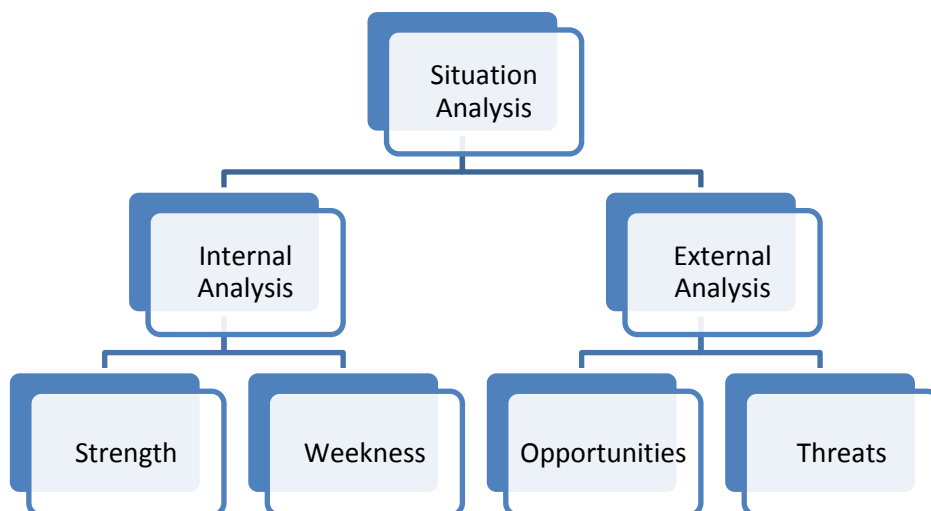 Situation
Analysis
Internal
Analysis
External
Analysis
Strength
Weekness
Opportunities
Threats